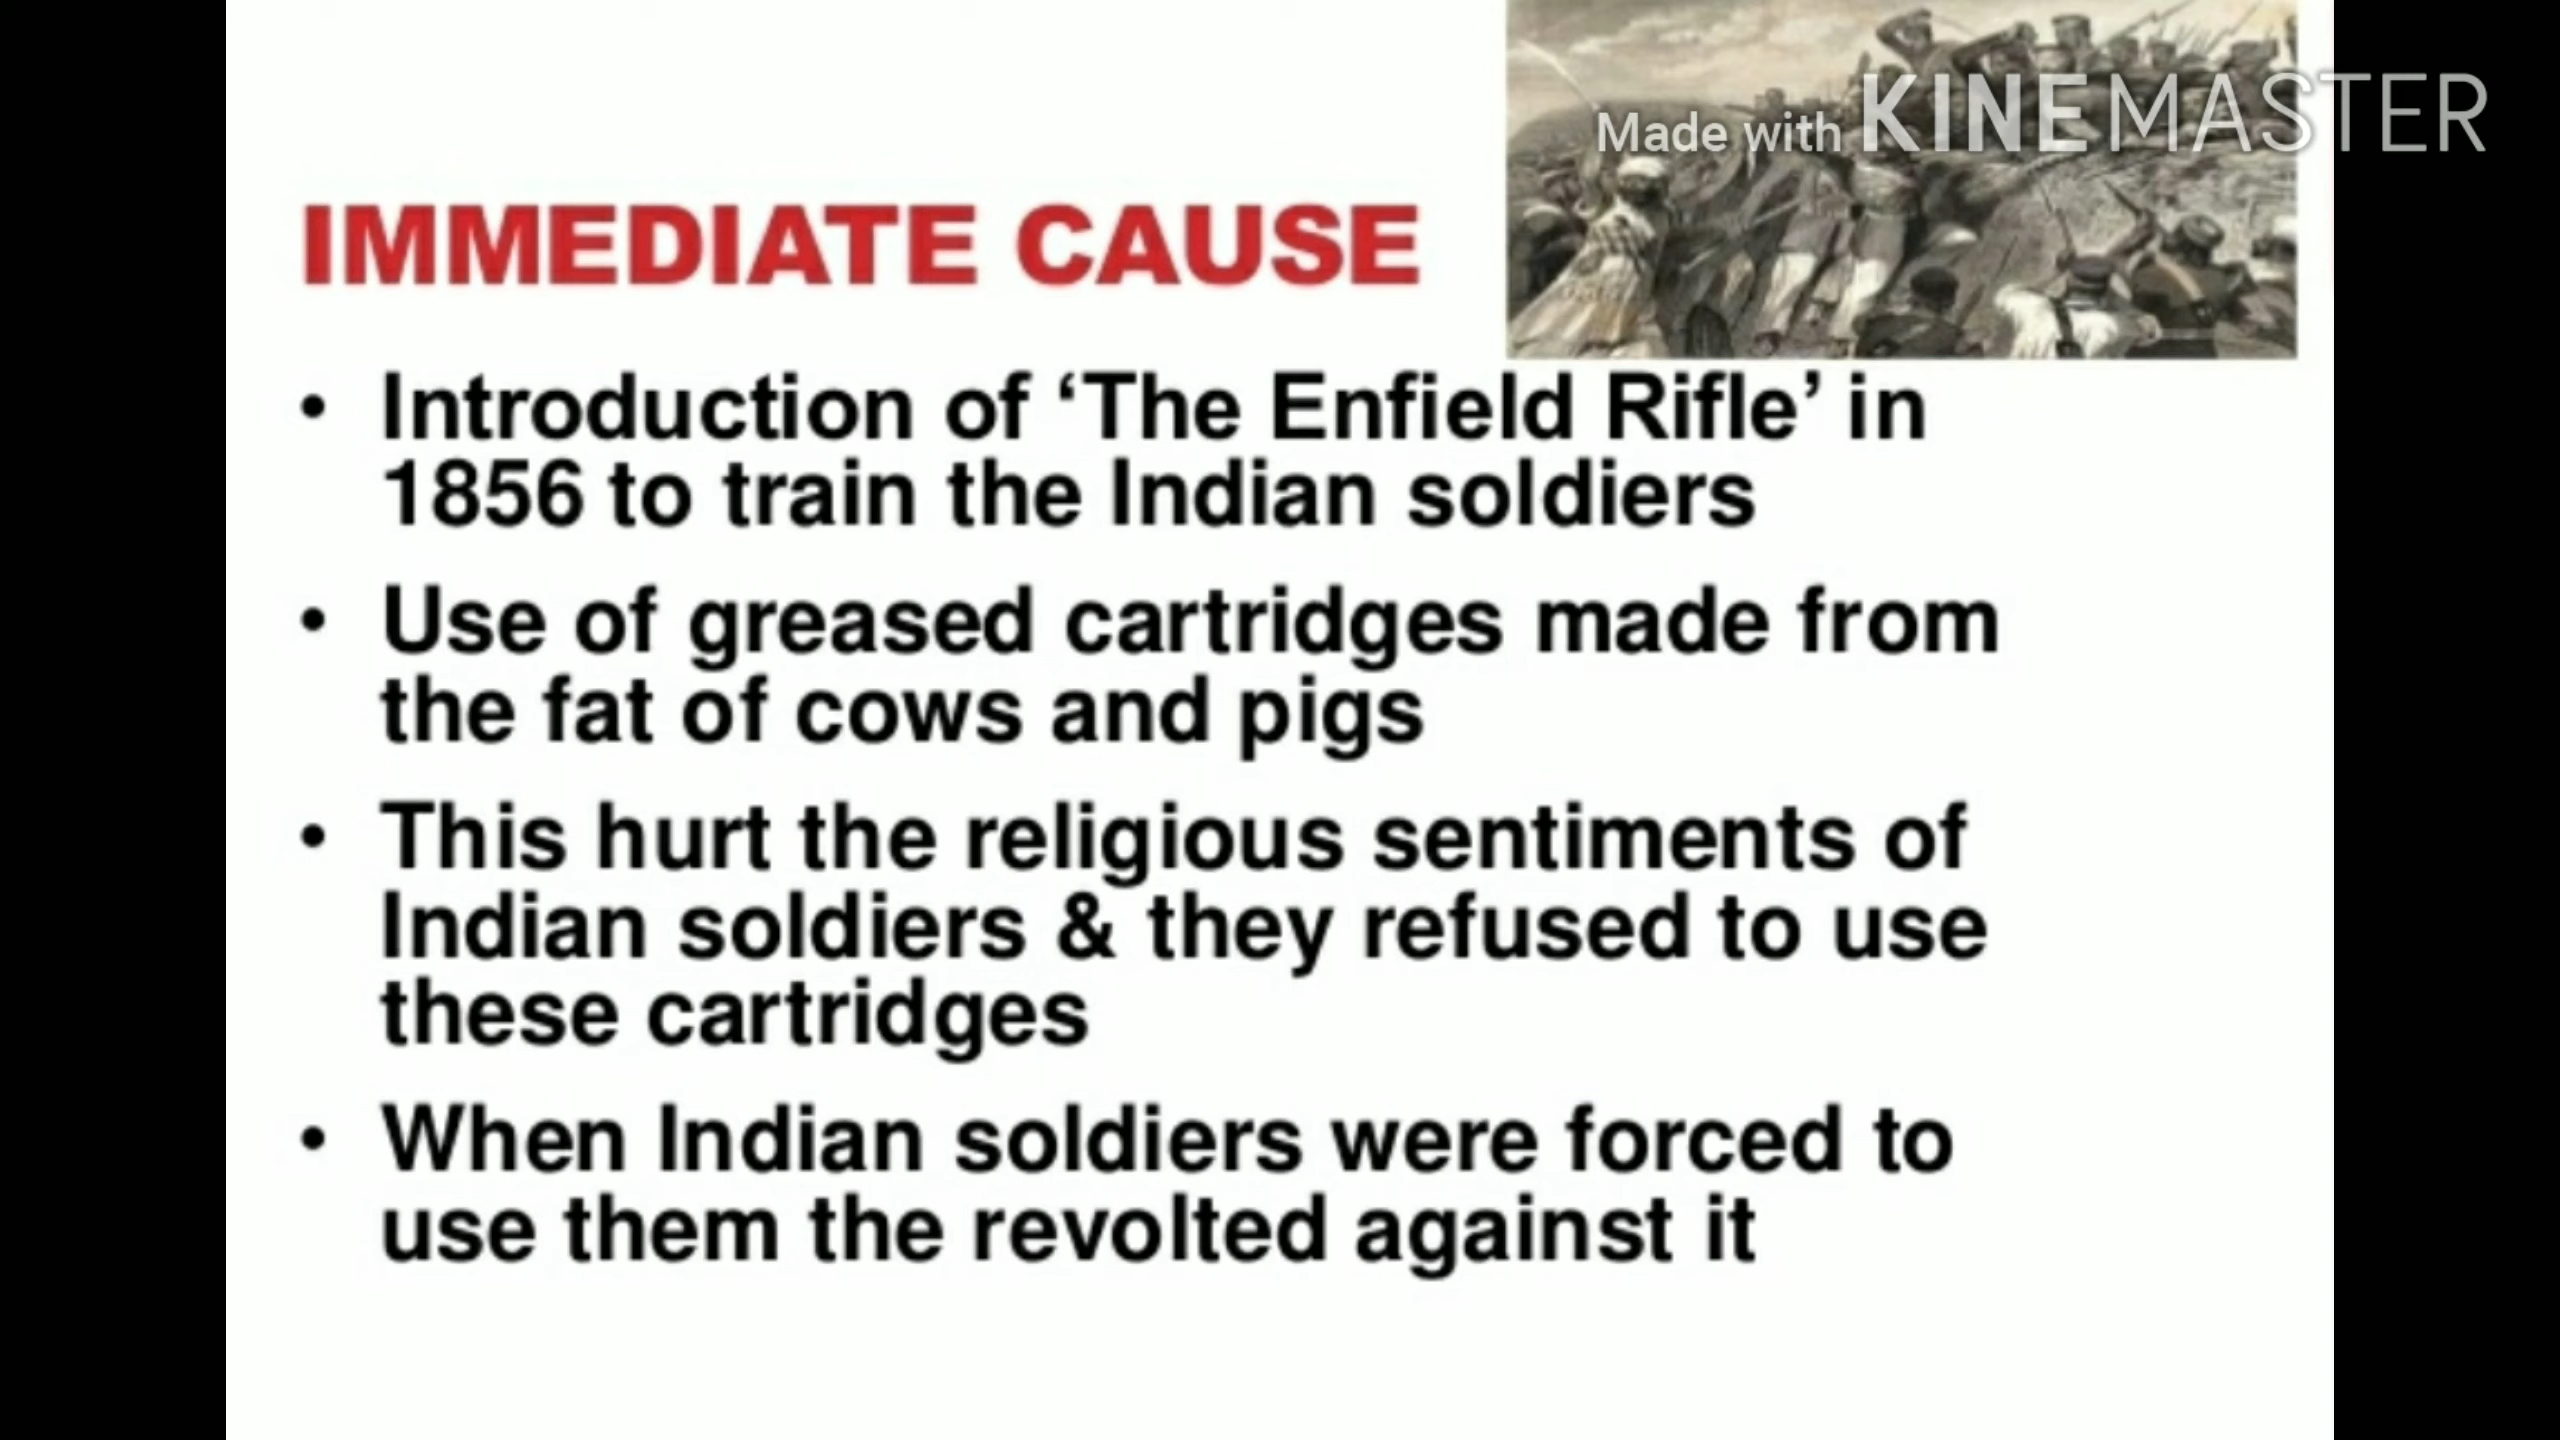 Made with KINEMASTER
IMMEDIATE CAUSE
• Introduction of ‘The Enfield Rifle’ in
1856 to train the Indian soldiers
• Use of greased cartridges made from
the fat of cows and pigs
• This hurt the religious sentiments of
Indian soldiers & they refused to use
these cartridges
• When Indian soldiers were forced to
use them the revolted against it